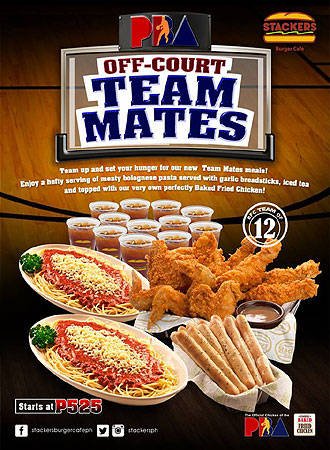 PBA
STACKERS
Burger Cafe
OFF-COURT
TEAM
MATES
Team up and set your hunger for our new Team Mates meals!
Enjoy a hefty serving of meaty bolognese pasta served with garlic breadsticks, iced tea
and topped with our very own perfectly Baked Fried Chicken!
TEAM OF
12
Starts at P525
stackersburgercafeph
stackersph
The Official Chicken of the
PBA
BAKED
FRIED
CHICKEN